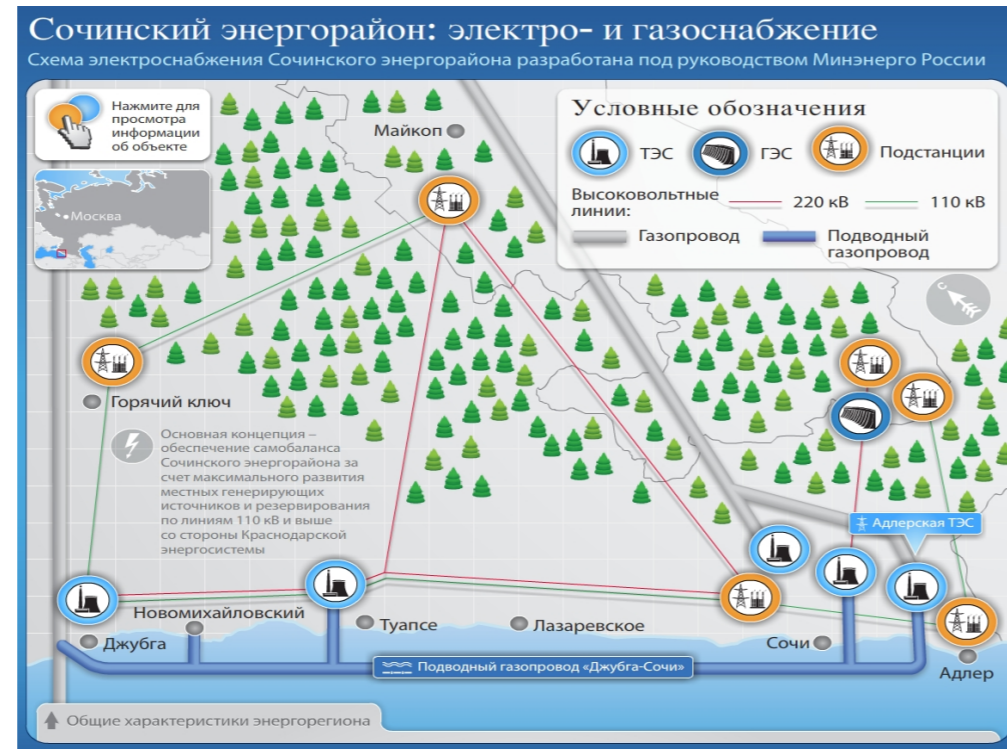 Сочинский энергорайон: электро- и газоснабжение
Схема электроснабжения Сочинского энергорайона разработана под руководством Минэнерго России
Нажмите для
просмотра
информации
об объекте
Москва
Майкоп
Условные обозначения
ТЭС
ГЭС
Подстанции
Высоковольтные
линии:
220 кВ
110 кВ
Газопровод
Подводный
газопровод
С
Горячий ключ
Основная концепция –
обеспечение самобаланса
Сочинского энергорайона за
счет максимального развития
местных генерирующих
источников и резервирования
по линиям 110 кВ и выше
со стороны Краснодарской
энергосистемы
Адлерская ТЭС
Новомихайловский
Джубга
Туапсе
Лазаревское
Сочи
Адлер
Подводный газопровод «Джубга-Сочи»
Общие характеристики энергорегиона